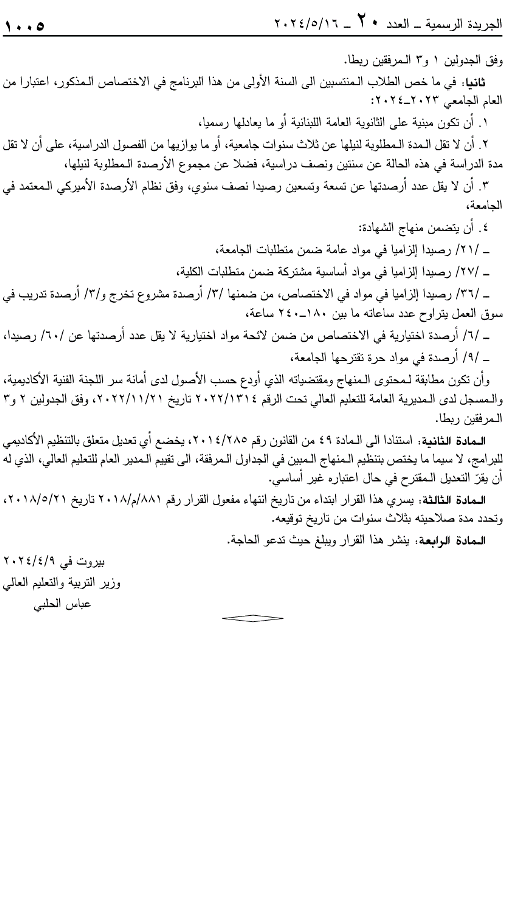 الجريدة الرسمية ــ العدد ٢٠ ــ ٢٠٢٤/٥/١٦
١٠٠٥
وفق الجدولين ١ و٣ المرفقين ربطا.
ثانيا: في ما خص الطلاب المنتسبين الى السنة الأولى من هذا البرنامج في الاختصاص المذكور، اعتبارا من
العام الجامعي ٢٠٢٣ــ٢٠٢٤:
١. أن تكون مبنية على الثانوية العامة اللبنانية أو ما يعادلها رسميا،
٢. أن لا تقل المدة المطلوبة لنيلها عن ثلاث سنوات جامعية، أو ما يوازيها من الفصول الدراسية، على أن لا تقل
مدة الدراسة في هذه الحالة عن سنتين ونصف دراسية، فضلا عن مجموع الأرصدة المطلوبة لنيلها،
٣. أن لا يقل عدد أرصدتها عن تسعة وتسعين رصيدا نصف سنوي، وفق نظام الأرصدة الأميركي المعتمد في
الجامعة،
٤. أن يتضمن منهاج الشهادة:
ــ /٢١/ رصيدا إلزاميا في مواد عامة ضمن متطلبات الجامعة،
ــ /٢٧/ رصيدا إلزاميا في مواد أساسية مشتركة ضمن متطلبات الكلية،
ــ /٣٦/ رصيدا إلزاميا في مواد في الاختصاص، من ضمنها /٣/ أرصدة مشروع تخرج و/٣/ أرصدة تدريب في
سوق العمل يتراوح عدد ساعاته ما بين ١٨٠ــ٢٤٠ ساعة،
ــ /٦/ أرصدة اختيارية في الاختصاص من ضمن لائحة مواد اختيارية لا يقل عدد أرصدتها عن /٦٠/ رصيدا،
ــ /٩/ أرصدة في مواد حرة تقترحها الجامعة،
وأن تكون مطابقة لمحتوى المنهاج ومقتضياته الذي أودع حسب الأصول لدى أمانة سر اللجنة الفنية الأكاديمية،
والمسجل لدى المديرية العامة للتعليم العالي تحت الرقم ٢٠٢٢/١٣١٤ تاريخ ٢٠٢٢/١١/٢١، وفق الجدولين ٢ و٣
المرفقين ربطا.
المادة الثانية: استنادا الى المادة ٤٩ من القانون رقم ٢٠١٤/٢٨٥، يخضع أي تعديل متعلق بالتنظيم الأكاديمي
للبرامج، لا سيما ما يختص بتنظيم المنهاج المبين في الجداول المرفقة، الى تقييم المدير العام للتعليم العالي، الذي له
أن يقرّ التعديل المقترح في حال اعتباره غير أساسي.
المادة الثالثة: يسري هذا القرار ابتداء من تاريخ انتهاء مفعول القرار رقم ٨٨١/م/٢٠١٨ تاريخ ٢٠١٨/٥/٢١،
وتحدد مدة صلاحيته بثلاث سنوات من تاريخ توقيعه.
المادة الرابعة: ينشر هذا القرار ويبلغ حيث تدعو الحاجة.
بيروت في ٢٠٢٤/٤/٩
وزير التربية والتعليم العالي
عباس الحلبي